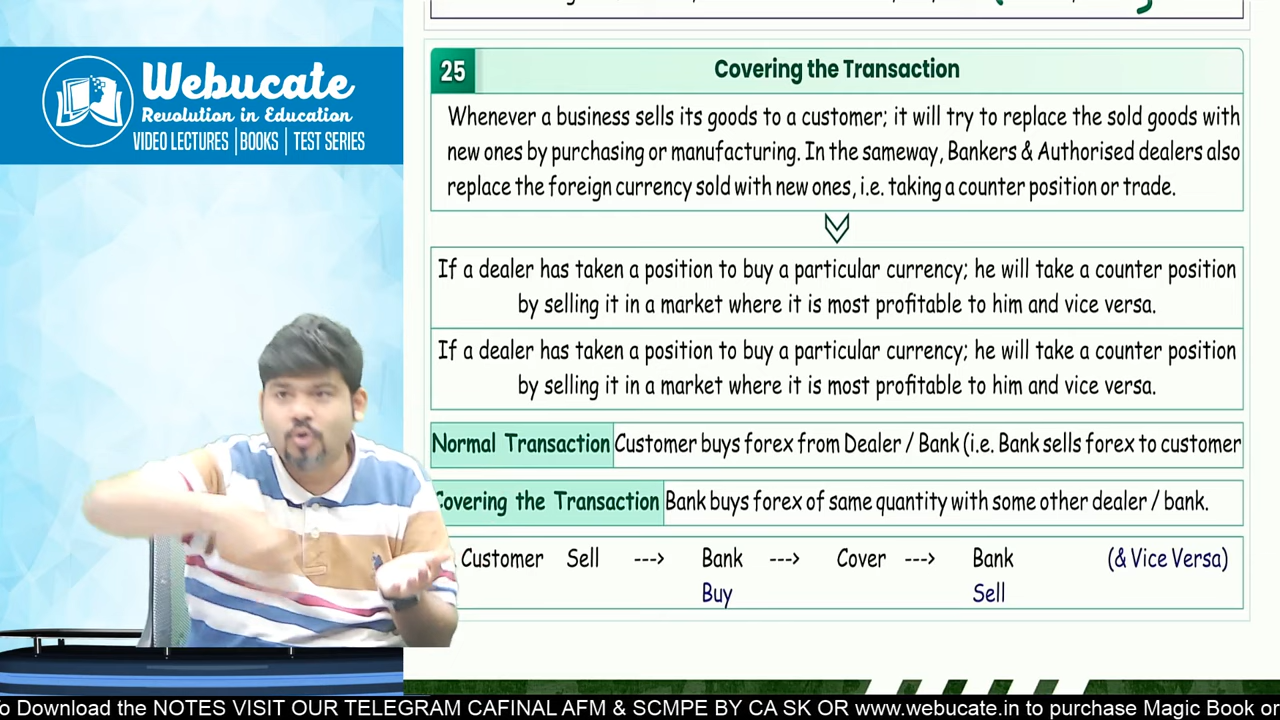 Webucate
Revolution in Education
VIDEO LECTURES | BOOKS | TEST SERIES
25
Covering the Transaction
Whenever a business sells its goods to a customer; it will try to replace the sold goods with
new ones by purchasing or manufacturing. In the sameway, Bankers & Authorised dealers also
replace the foreign currency sold with new ones, i.e. taking a counter position or trade.
If a dealer has taken a position to buy a particular currency; he will take a counter position
by selling it in a market where it is most profitable to him and vice versa.
If a dealer has taken a position to buy a particular currency; he will take a counter position
by selling it in a market where it is most profitable to him and vice versa.
Normal Transaction Customer buys forex from Dealer / Bank (i.e. Bank sells forex to customer
Covering the Transaction Bank buys forex of same quantity with some other dealer / bank.
Customer Sell ---> Bank ---> Cover ---> Bank (& Vice Versa)
Buy Sell
o Download the NOTES VISIT OUR TELEGRAM CAFINAL AFM & SCMPE BY CA SK OR www.webucate.in to purchase Magic Book or